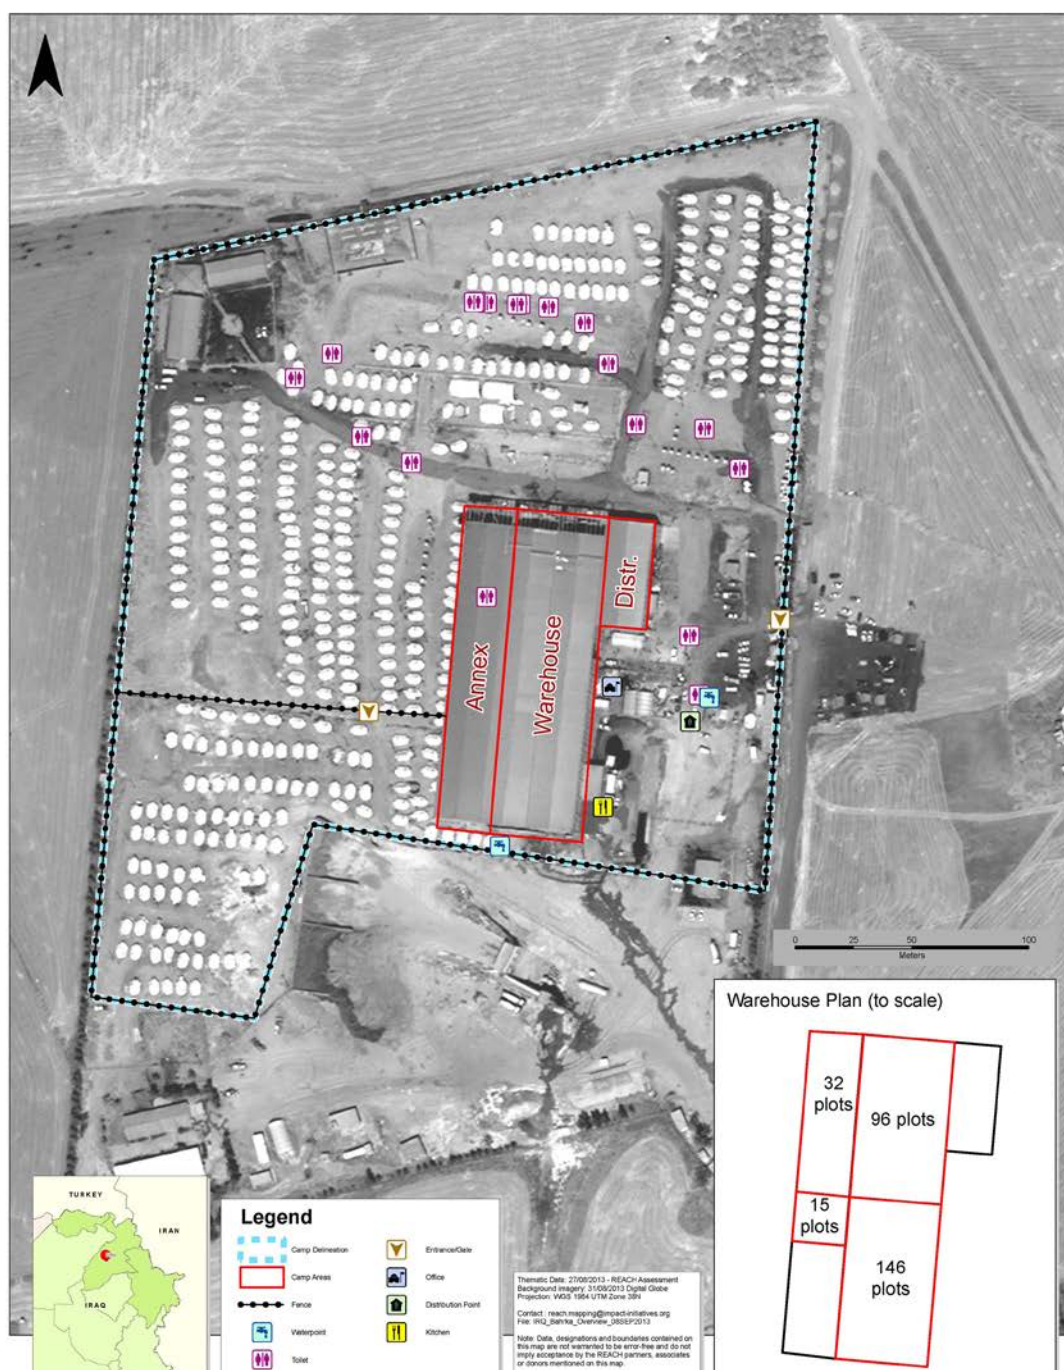 Annex
Warehouse
Distr.
0 25 50 100
Meters
Warehouse Plan (to scale)
32
plots
96 plots
15
plots
146
plots
TURKEY
IRAN
IRAQ
Legend
Camp Delineation
Camp Areas
Fence
Waterpoint
Toilet
Entrance/Gate
Office
Distribution Point
Kitchen
Thematic Data: 27/08/2013 - REACH Assessment
Background imagery: 31/08/2013 Digital Globe
Projection: WGS 1984 UTM Zone 38N
Contact : reach.mapping@impact-initiatives.org
File: IRQ_Bahrka_Overview_08SEP2013
Note: Data, designations and boundaries contained on
this map are not warranted to be error-free and do not
imply acceptance by the REACH partners, associates
or donors mentioned on this map.